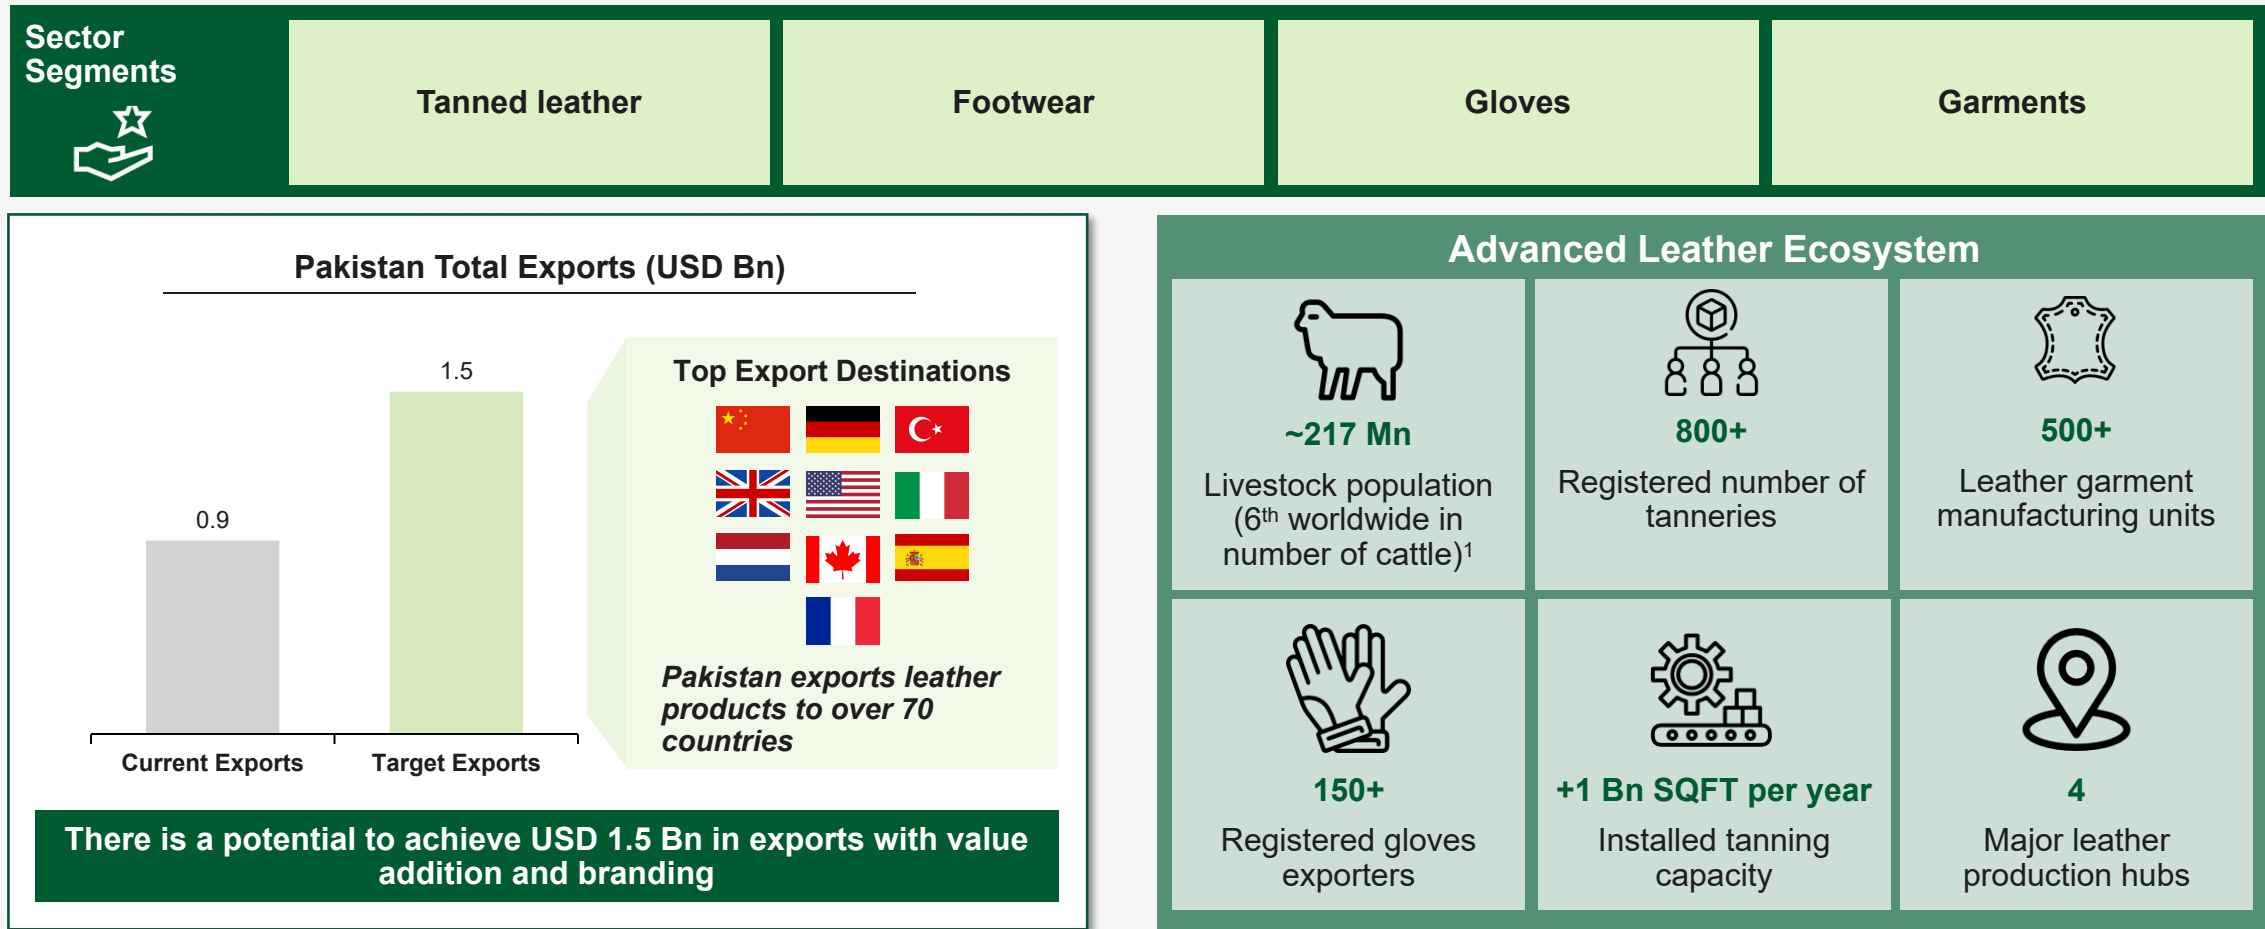 Sector
Segments
Tanned leather
Footwear
Gloves
Garments
Pakistan Total Exports (USD Bn)
1.5
0.9
Current Exports
Target Exports
Top Export Destinations
Pakistan exports leather
products to over 70
countries
There is a potential to achieve USD 1.5 Bn in exports with value
addition and branding
Advanced Leather Ecosystem
~217 Mn
Livestock population
(6th worldwide in
number of cattle)1
800+
Registered number of
tanneries
500+
Leather garment
manufacturing units
150+
Registered gloves
exporters
+1 Bn SQFT per year
Installed tanning
capacity
4
Major leather
production hubs